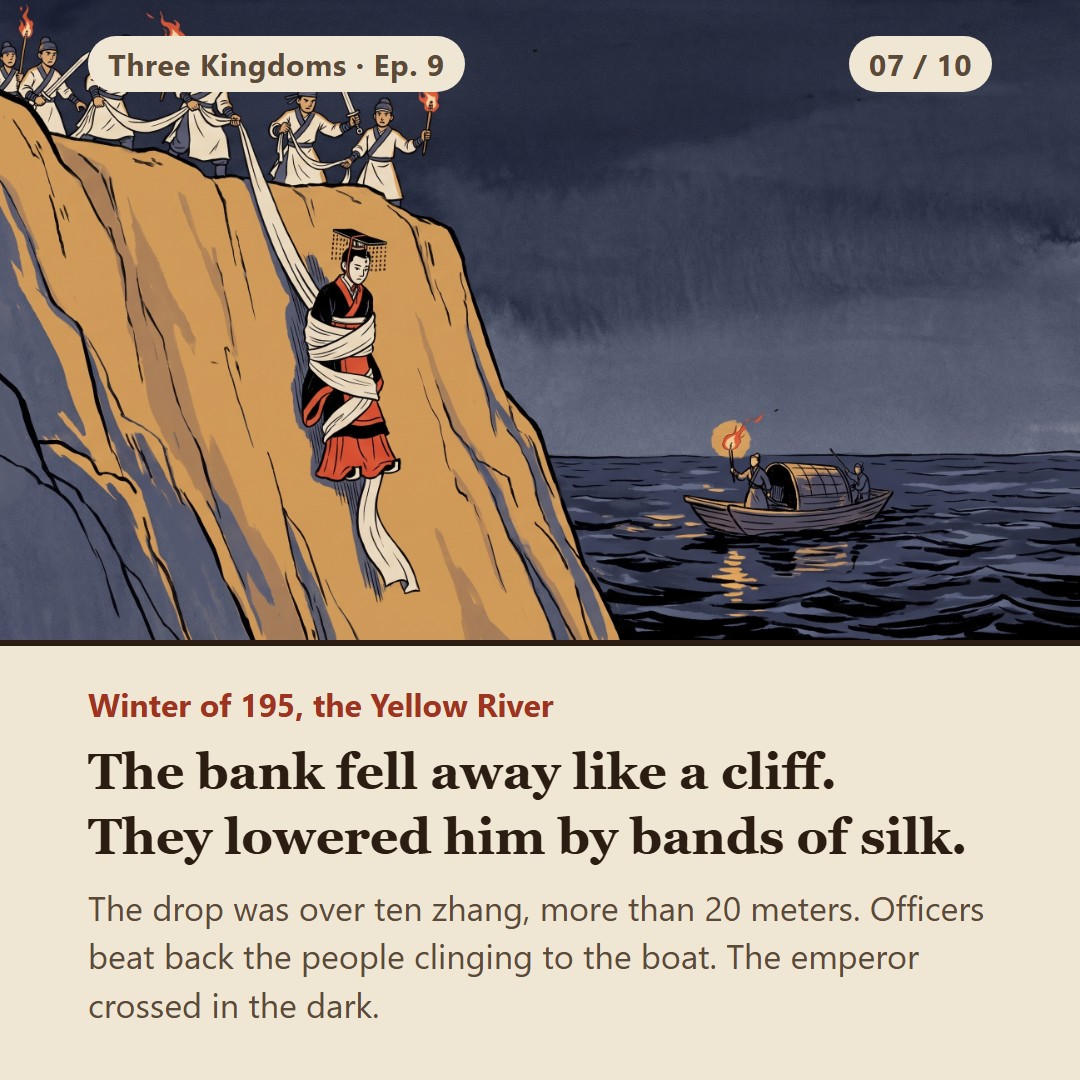 Three Kingdoms · Ep. 9
07 / 10
Winter of 195, the Yellow River
The bank fell away like a cliff.
They lowered him by bands of silk.
The drop was over ten zhang, more than 20 meters. Officers
beat back the people clinging to the boat. The emperor
crossed in the dark.